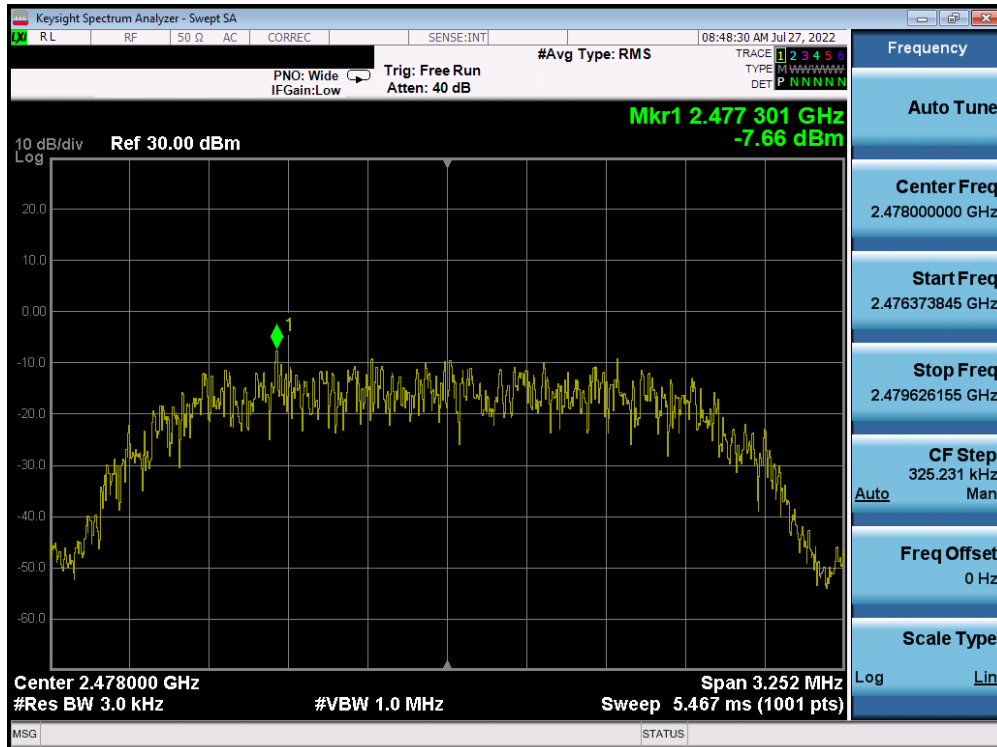 Keysight Spectrum Analyzer - Swept SA
LXI RL RF 50 Ω AC CORREC SENSE:INT 08:48:30 AM Jul 27, 2022
#Avg Type: RMS TRACE 1 2 3 4 5 6
PNO: Wide Trig: Free Run TYPE M WWWWW
IFGain:Low Atten: 40 dB DET P N N N N N
Mkr1 2.477 301 GHz
-7.66 dBm
10 dB/div Ref 30.00 dBm
Log
20.0
10.0
0.00
1
-10.0
-20.0
-30.0
-40.0
-50.0
-60.0
Center 2.478000 GHz Span 3.252 MHz
#Res BW 3.0 kHz #VBW 1.0 MHz Sweep 5.467 ms (1001 pts)
MSG STATUS
Frequency
Auto Tune
Center Freq
2.478000000 GHz
Start Freq
2.476373845 GHz
Stop Freq
2.479626155 GHz
CF Step
325.231 kHz
Auto Man
Freq Offset
0 Hz
Scale Type
Log Lin